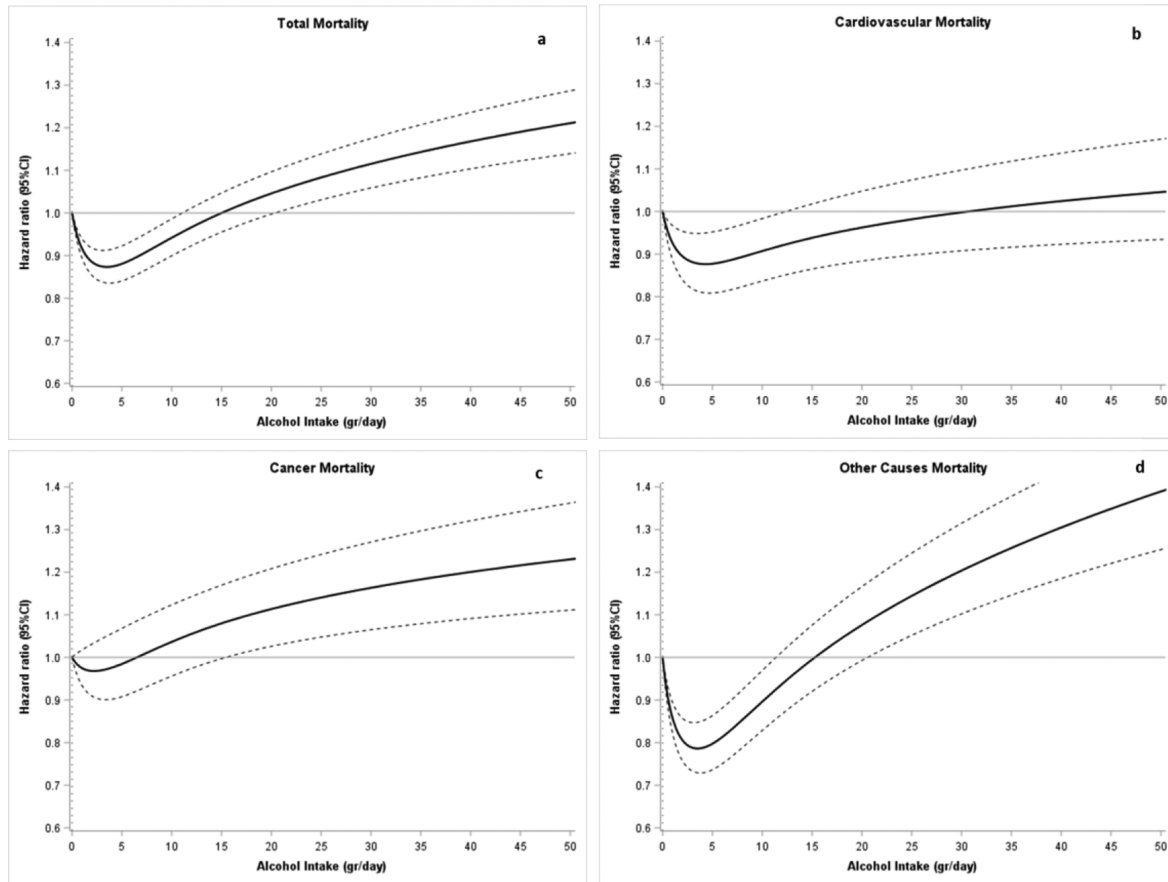 Total Mortality
a
Hazard ratio (95%CI)
1.4
1.3
1.2
1.1
1.0
0.9
0.8
0.7
0.6
0 5 10 15 20 25 30 35 40 45 50
Alcohol Intake (gr/day)
Cardiovascular Mortality
b
Hazard ratio (95%CI)
1.4
1.3
1.2
1.1
1.0
0.9
0.8
0.7
0.6
0 5 10 15 20 25 30 35 40 45 50
Alcohol Intake (gr/day)
Cancer Mortality
c
Hazard ratio (95%CI)
1.4
1.3
1.2
1.1
1.0
0.9
0.8
0.7
0.6
0 5 10 15 20 25 30 35 40 45 50
Alcohol Intake (gr/day)
Other Causes Mortality
d
Hazard ratio (95%CI)
1.4
1.3
1.2
1.1
1.0
0.9
0.8
0.7
0.6
0 5 10 15 20 25 30 35 40 45 50
Alcohol Intake (gr/day)